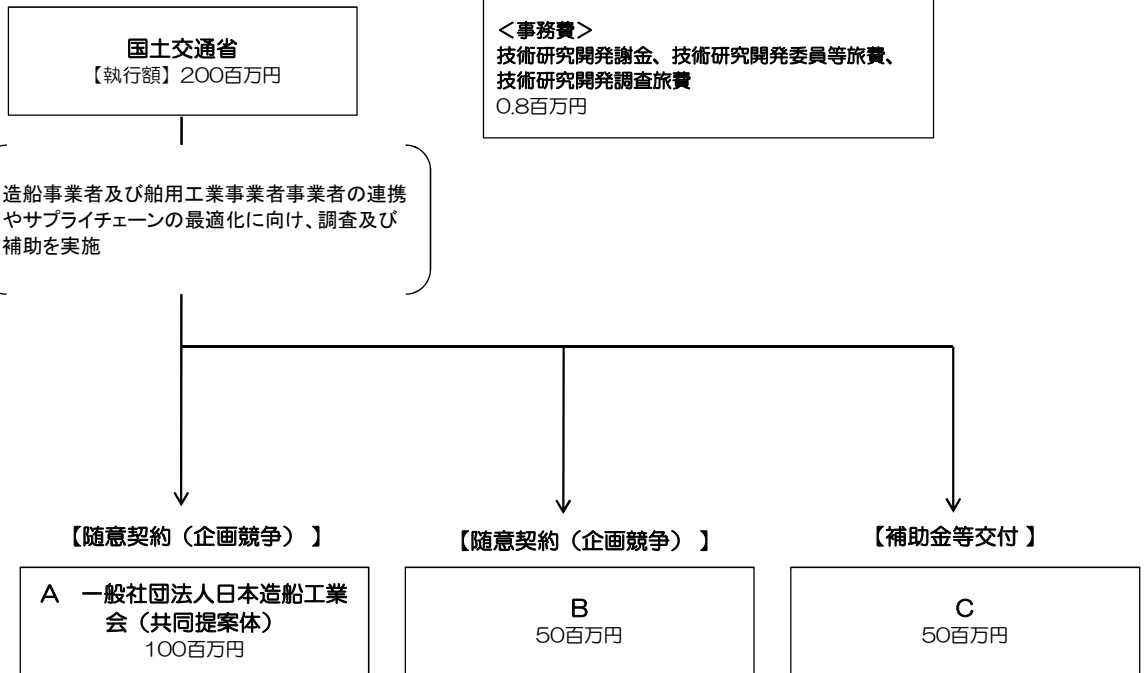 国土交通省
【執行額】200百万円
＜事務費＞
技術研究開発謝金、技術研究開発委員等旅費、
技術研究開発調査旅費
0.8百万円
造船事業者及び舶用工業事業者事業者の連携
やサプライチェーンの最適化に向け、調査及び
補助を実施
【随意契約（企画競争） 】
【随意契約（企画競争） 】
【補助金等交付 】
A　一般社団法人日本造船工業
会（共同提案体）
100百万円
B
50百万円
C
50百万円